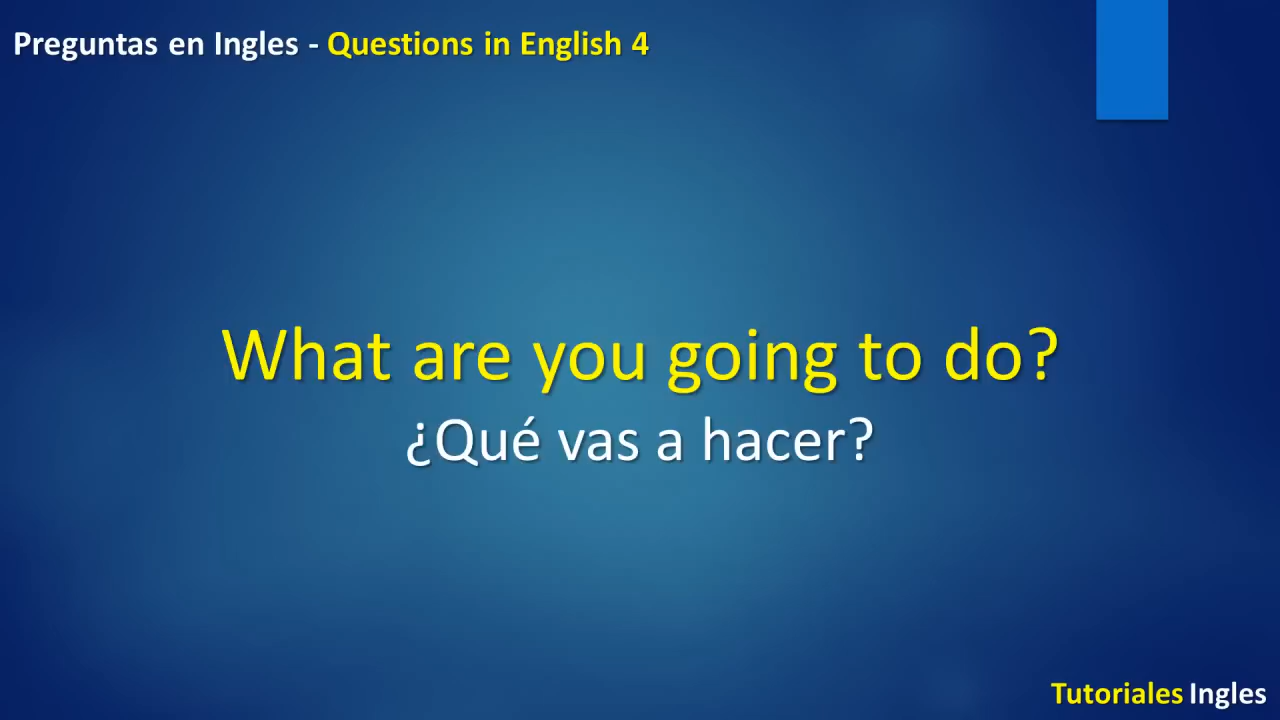 Preguntas en Ingles - Questions in English 4
What are you going to do?
¿Qué vas a hacer?
Tutoriales Ingles